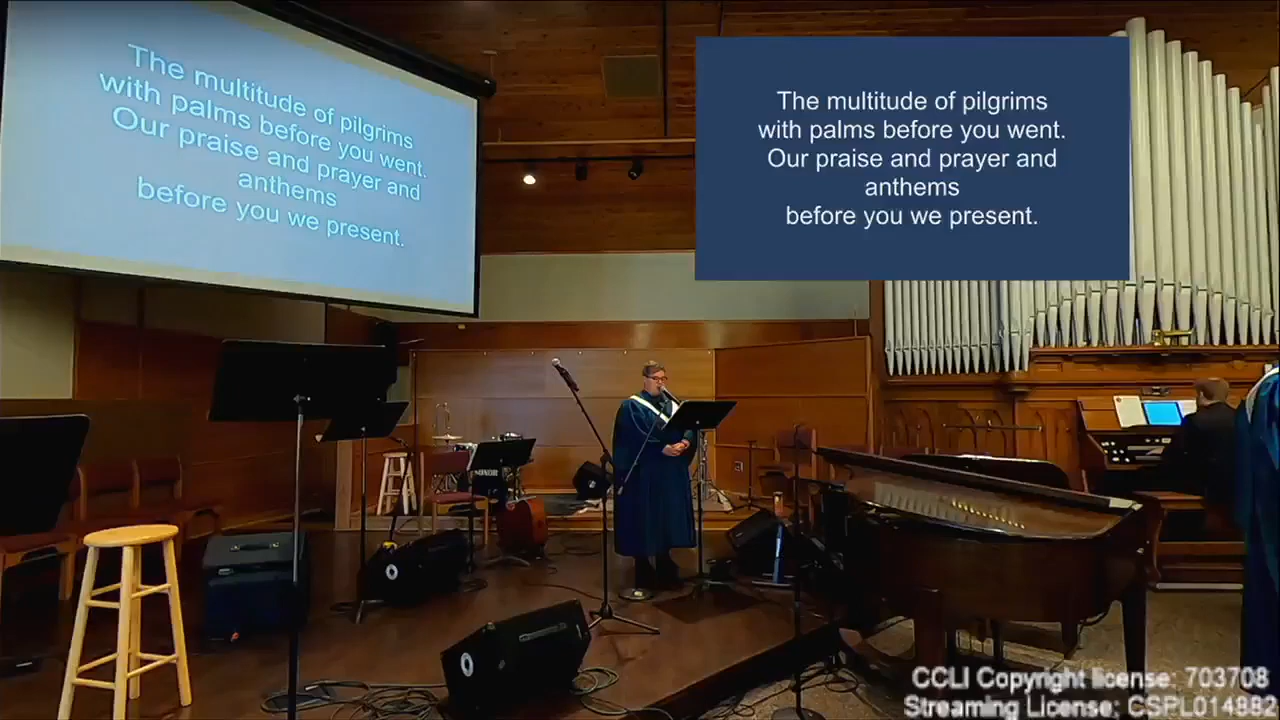 The multitude of pilgrims
with palms before you went.
Our praise and prayer and
anthems
before you we present.
The multitude of pilgrims
with palms before you went.
Our praise and prayer and
anthems
before you we present.
SONOR
CCLI Copyright license: 703708
Streaming License: CSPL014882